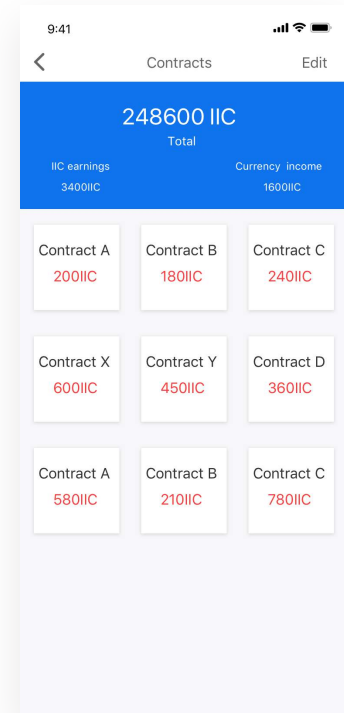 9:41
Contracts Edit
248600 IIC
Total
IIC earnings Currency income
3400IIC 1600IIC
Contract A Contract B Contract C
200IIC 180IIC 240IIC
Contract X Contract Y Contract D
600IIC 450IIC 360IIC
Contract A Contract B Contract C
580IIC 210IIC 780IIC